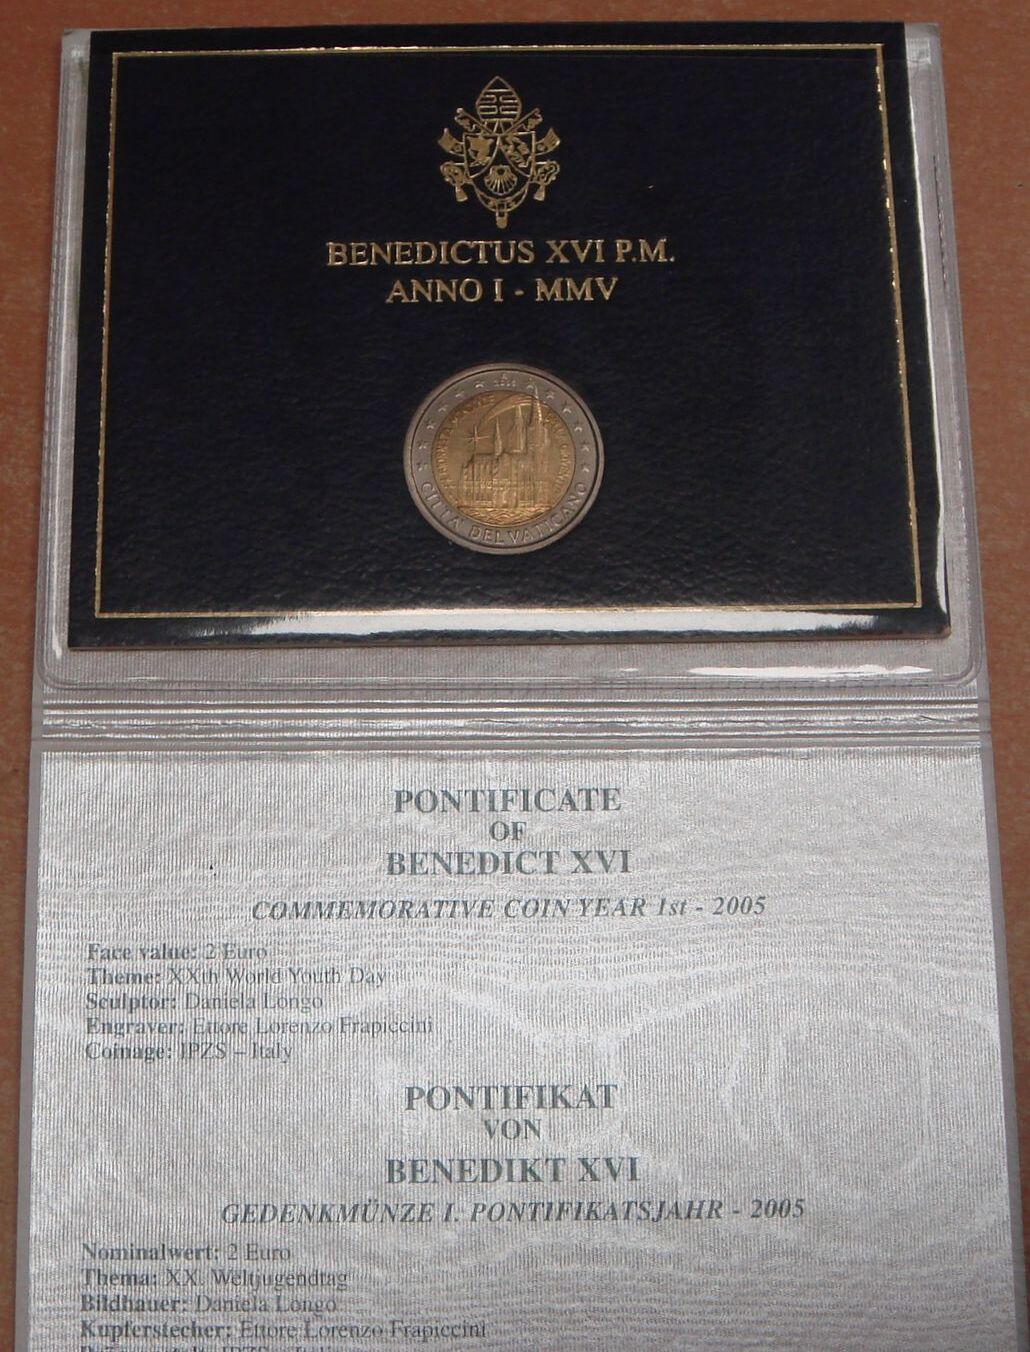 BENEDICTUS XVI P.M.
ANNO I - MMV
CITTÀ DEL VATICANO
PONTIFICATE
OF
BENEDICT XVI
COMMEMORATIVE COIN YEAR 1st - 2005
Face value: 2 Euro
Theme: XXth World Youth Day
Sculptor: Daniela Longo
Engraver: Ettore Lorenzo Frapiccini
Coinage: IPZS – Italy
PONTIFIKAT
VON
BENEDIKT XVI
GEDENKMÜNZE I. PONTIFIKATSJAHR - 2005
Nominalwert: 2 Euro
Thema: XX. Weltjugendtag
Bildhauer: Daniela Longo
Kupferstecher: Ettore Lorenzo Frapiccini